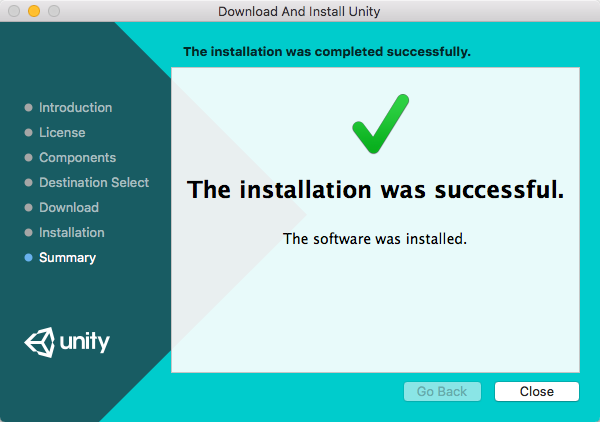 Download And Install Unity
The installation was completed successfully.
Introduction
License
Components
Destination Select
Download
Installation
Summary
The installation was successful.
The software was installed.
unity
Go Back
Close